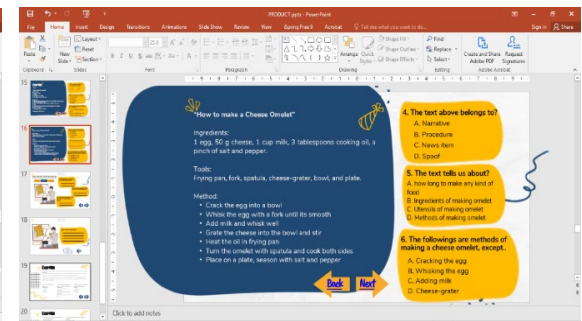 PRODUCT.pptx - PowerPoint
File Home Insert Design Transitions Animations Slide Show Review View Acrobat Tell me what you want to do...
Sign in Share
Paste
New Slide
Layout
Reset
Section
Arrange
Quick Styles
Shape Fill
Shape Outline
Shape Effects
Find
Replace
Select
Create and Share Adobe PDF
Request Signatures
Clipboard
Slides
Font
Paragraph
Drawing
Editing
Adobe Acrobat
15
16
17
18
19
20
"How to make a Cheese Omelet"
Ingredients:
1 egg, 50 g cheese, 1 cup milk, 3 tablespoons cooking oil, a
pinch of salt and pepper.
Tools:
Frying pan, fork, spatula, cheese-grater, bowl, and plate.
Method:
• Crack the egg into a bowl
• Whisk the egg with a fork until its smooth
• Add milk and whisk well
• Grate the cheese into the bowl and stir
• Heat the oil in frying pan
• Turn the omelet with spatula and cook both sides
• Place on a plate, season with salt and pepper
Back Next
4. The text above belongs to?
A. Narrative
B. Procedure
C. News item
D. Spoof
5. The text tells us about?
A. how long to make any kind of
food
B. Ingredients of making omelet
C. Utensils of making omelet
D. Methods of making omelet
6. The followings are methods of
making a cheese omelet, except..
A. Cracking the egg
B. Whisking the egg
C. Adding milk
D. Cheese-grater
Click to add notes